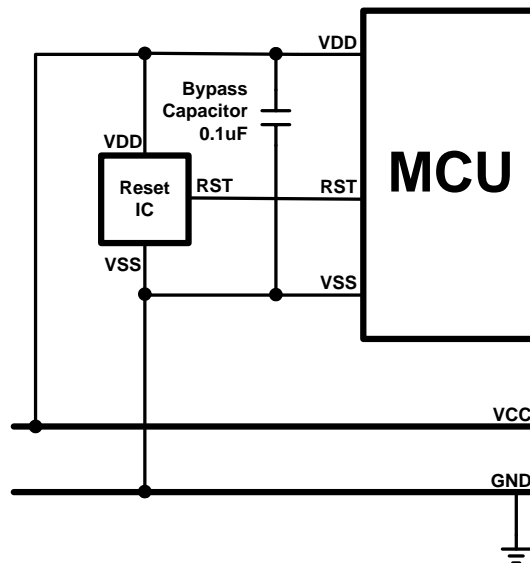 VDD
Bypass
Capacitor
0.1uF
VDD
Reset
IC
RST
RST
MCU
VSS
VSS
VCC
GND